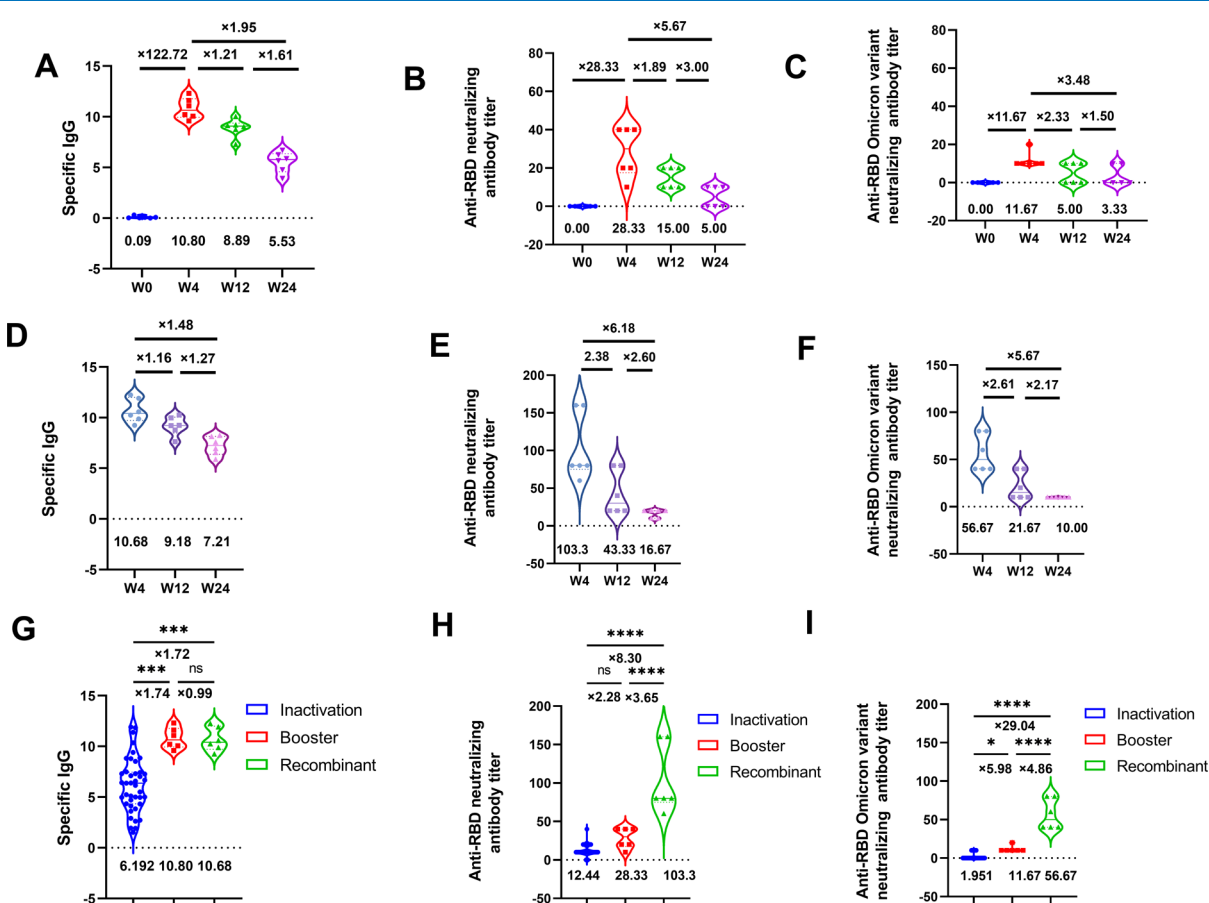 A
Specific IgG
×1.95
×122.72 ×1.21 ×1.61
15
10
5
0
-5
0.09 10.80 8.89 5.53
W0 W4 W12 W24
B
Anti-RBD neutralizing
antibody titer
×5.67
×28.33 ×1.89 ×3.00
80
60
40
20
0
-20
0.00 28.33 15.00 5.00
W0 W4 W12 W24
C
Anti-RBD Omicron variant
neutralizing antibody titer
×3.48
×11.67 ×2.33 ×1.50
80
60
40
20
0
-20
0.00 11.67 5.00 3.33
W0 W4 W12 W24
D
Specific IgG
×1.48
×1.16 ×1.27
15
10
5
0
-5
10.68 9.18 7.21
W4 W12 W24
E
Anti-RBD neutralizing
antibody titer
×6.18
2.38 ×2.60
200
150
100
50
0
-50
103.3 43.33 16.67
W4 W12 W24
F
Anti-RBD Omicron variant
neutralizing antibody titer
×5.67
×2.61 ×2.17
150
100
50
0
-50
56.67 21.67 10.00
W4 W12 W24
G
Specific IgG
***
×1.72
*** ns
×1.74 ×0.99
15
10
5
0
-5
6.192 10.80 10.68
Inactivation
Booster
Recombinant
H
Anti-RBD neutralizing
antibody titer
****
×8.30
ns ****
×2.28 ×3.65
200
150
100
50
0
-50
12.44 28.33 103.3
Inactivation
Booster
Recombinant
I
Anti-RBD Omicron variant
neutralizing antibody titer
****
×29.04
* ****
×5.98 ×4.86
200
150
100
50
0
-50
1.951 11.67 56.67
Inactivation
Booster
Recombinant